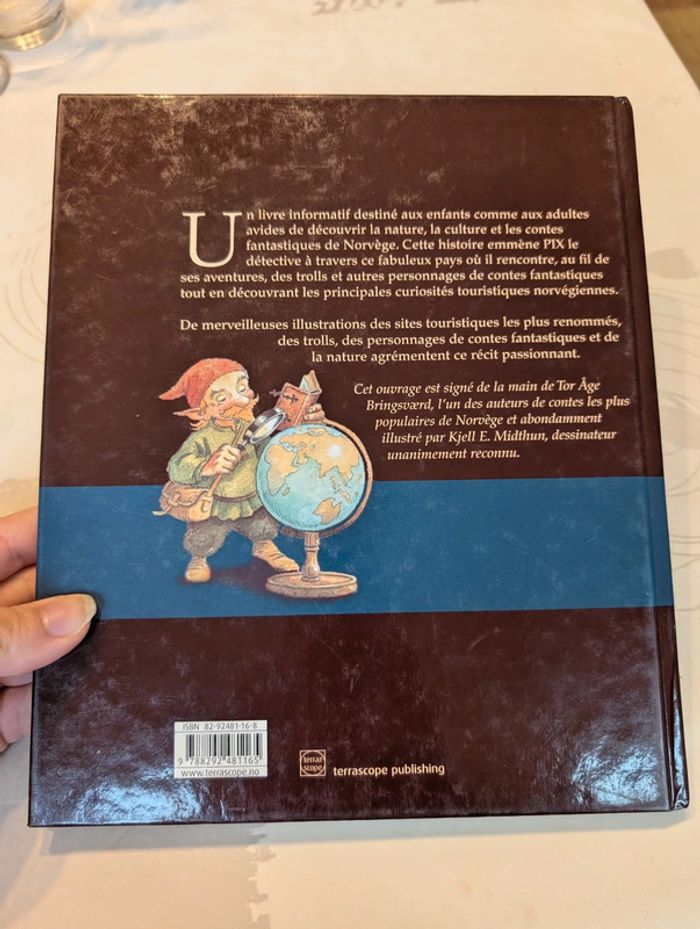 Un livre informatif destiné aux enfants comme aux adultes
avides de découvrir la nature, la culture et les contes
fantastiques de Norvège. Cette histoire emmène PIX le
détective à travers ce fabuleux pays où il rencontre, au fil de
ses aventures, des trolls et autres personnages de contes fantastiques
tout en découvrant les principales curiosités touristiques norvégiennes.
De merveilleuses illustrations des sites touristiques les plus renommés,
des trolls, des personnages de contes fantastiques et de
la nature agrémentent ce récit passionnant.
Cet ouvrage est signé de la main de Tor Åge
Bringsværd, l'un des auteurs de contes les plus
populaires de Norvège et abondamment
illustré par Kjell E. Midthun, dessinateur
unanimement reconnu.
ISBN 82-92481-16-8
9 788292 481165
www.terrascope.no
terra
scope
terrascope publishing